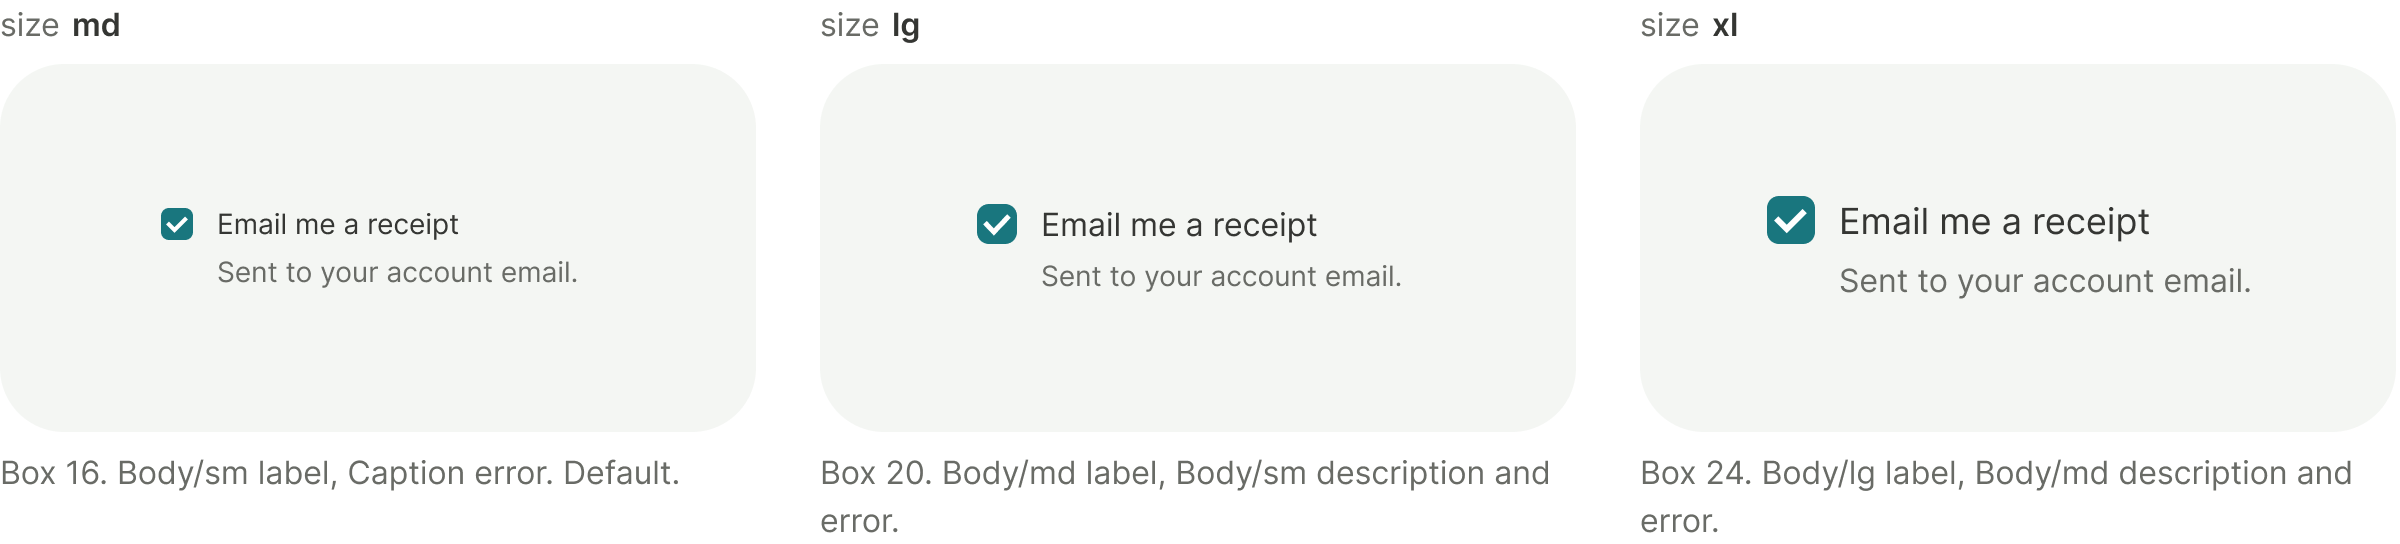 size md
Email me a receipt
Sent to your account email.
Box 16. Body/sm label, Caption error. Default.
size lg
Email me a receipt
Sent to your account email.
Box 20. Body/md label, Body/sm description and
error.
size xl
Email me a receipt
Sent to your account email.
Box 24. Body/lg label, Body/md description and
error.